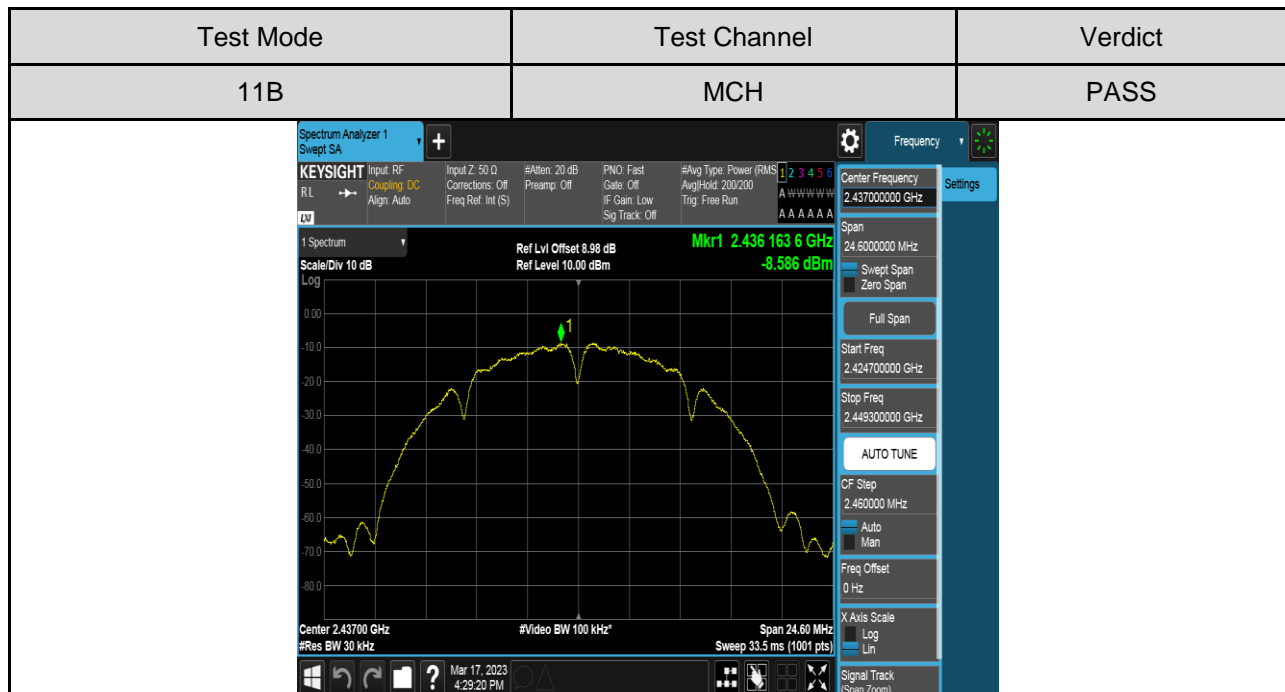 Test Mode Test Channel Verdict
11B MCH PASS
Spectrum Analyzer 1
Swept SA
+
Frequency
Settings
KEYSIGHT
RL
LXI
Input: RF
Coupling: DC
Align: Auto
Input Z: 50 Ω
Corrections: Off
Freq Ref: Int (S)
#Atten: 20 dB
Preamp: Off
PNO: Fast
Gate: Off
IF Gain: Low
Sig Track: Off
#Avg Type: Power (RMS
Avg|Hold: 200/200
Trig: Free Run
1 2 3 4 5 6
A W W W W W
A A A A A A
1 Spectrum
Scale/Div 10 dB
Log
Ref Lvl Offset 8.98 dB
Ref Level 10.00 dBm
Mkr1 2.436 163 6 GHz
-8.586 dBm
1
0.00
-10.0
-20.0
-30.0
-40.0
-50.0
-60.0
-70.0
-80.0
Center 2.43700 GHz
#Res BW 30 kHz
#Video BW 100 kHz*
Span 24.60 MHz
Sweep 33.5 ms (1001 pts)
Center Frequency
2.437000000 GHz
Span
24.6000000 MHz
Swept Span
Zero Span
Full Span
Start Freq
2.424700000 GHz
Stop Freq
2.449300000 GHz
AUTO TUNE
CF Step
2.460000 MHz
Auto
Man
Freq Offset
0 Hz
X Axis Scale
Log
Lin
Signal Track
(Span Zoom)
?
Mar 17, 2023
4:29:20 PM